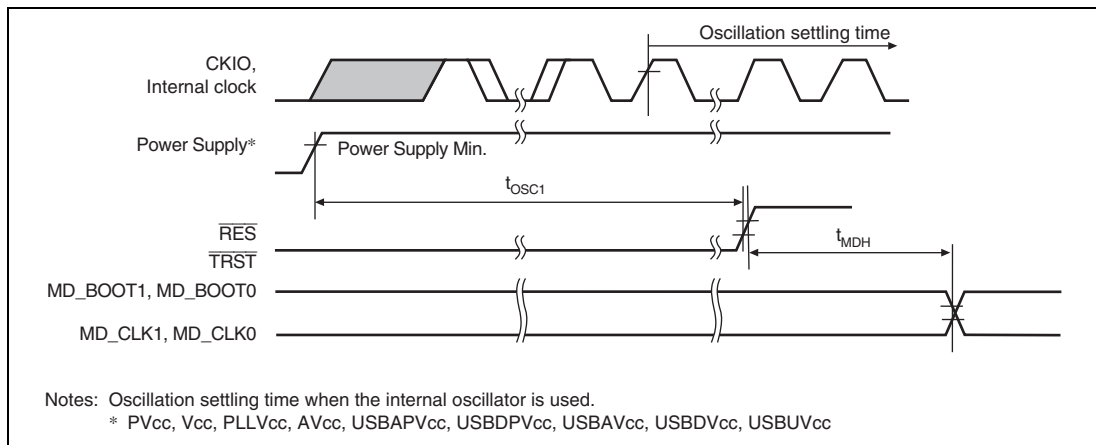 Oscillation settling time
CKIO,
Internal clock
Power Supply*
Power Supply Min.
tOSC1
RES
tMDH
TRST
MD_BOOT1, MD_BOOT0
MD_CLK1, MD_CLK0
Notes: Oscillation settling time when the internal oscillator is used.
* PVcc, Vcc, PLLVcc, AVcc, USBAPVcc, USBDPVcc, USBAVcc, USBDVcc, USBUVcc